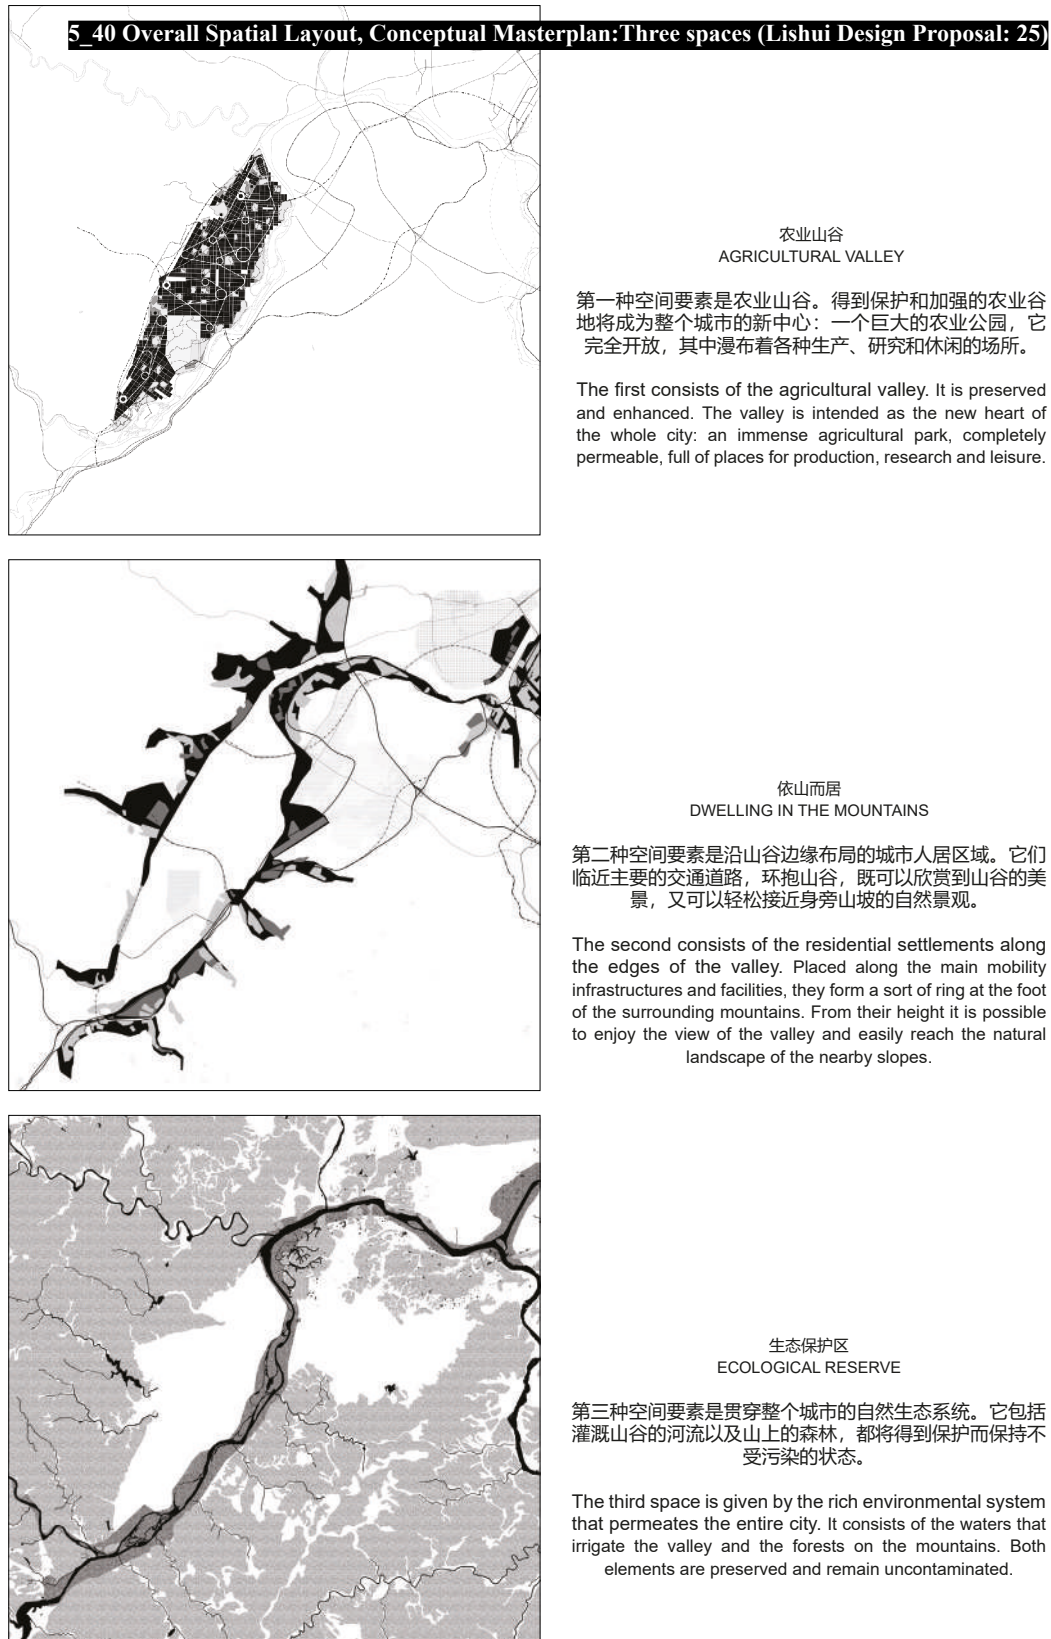 5_40 Overall Spatial Layout, Conceptual Masterplan:Three spaces (Lishui Design Proposal: 25)
农业山谷
AGRICULTURAL VALLEY
第一种空间要素是农业山谷。得到保护和加强的农业谷
地将成为整个城市的新中心：一个巨大的农业公园，它
完全开放，其中漫布着各种生产、研究和休闲的场所。
The first consists of the agricultural valley. It is preserved
and enhanced. The valley is intended as the new heart of
the whole city: an immense agricultural park, completely
permeable, full of places for production, research and leisure.
依山而居
DWELLING IN THE MOUNTAINS
第二种空间要素是沿山谷边缘布局的城市人居区域。它们
临近主要的交通道路，环抱山谷，既可以欣赏到山谷的美
景，又可以轻松接近身旁山坡的自然景观。
The second consists of the residential settlements along
the edges of the valley. Placed along the main mobility
infrastructures and facilities, they form a sort of ring at the foot
of the surrounding mountains. From their height it is possible
to enjoy the view of the valley and easily reach the natural
landscape of the nearby slopes.
生态保护区
ECOLOGICAL RESERVE
第三种空间要素是贯穿整个城市的自然生态系统。它包括
灌溉山谷的河流以及山上的森林，都将得到保护而保持不
受污染的状态。
The third space is given by the rich environmental system
that permeates the entire city. It consists of the waters that
irrigate the valley and the forests on the mountains. Both
elements are preserved and remain uncontaminated.